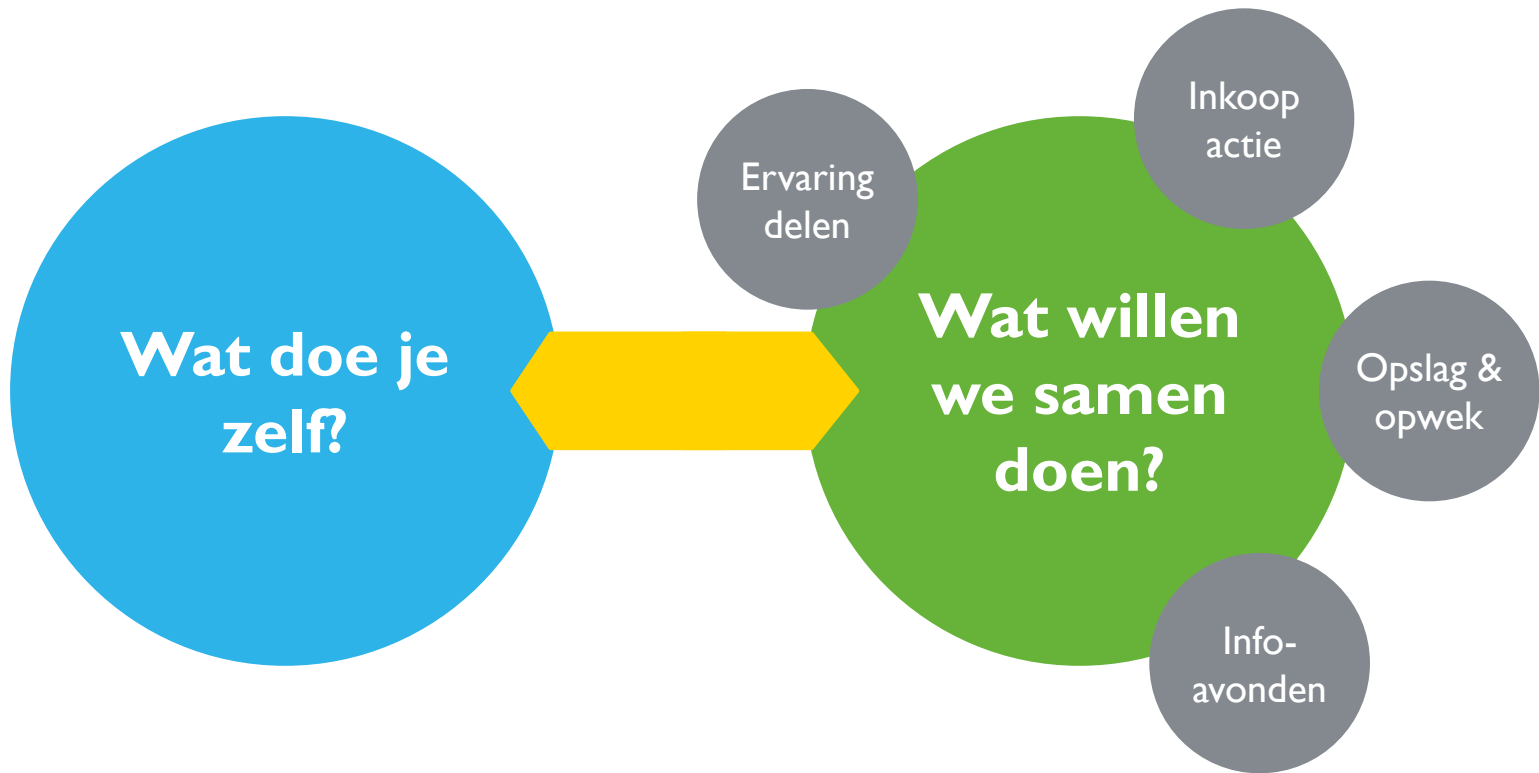 Wat doe je
zelf?
Ervaring
delen
Inkoop
actie
Wat willen
we samen
doen?
Opslag &
opwek
Info-
avonden